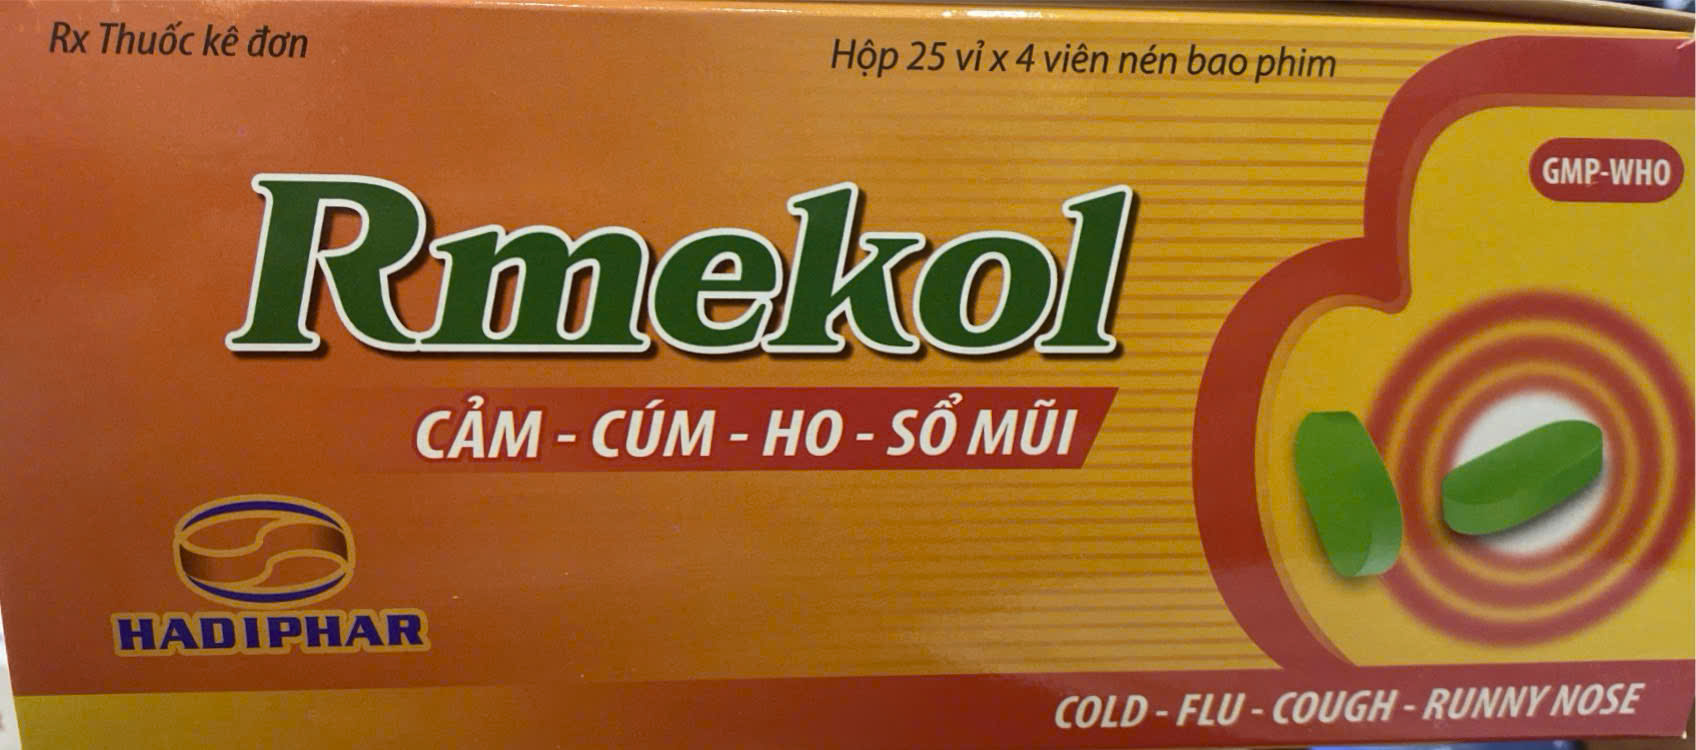 Rx Thuốc kê đơn
Hộp 25 vỉ x 4 viên nén bao phim
GMP-WHO
Rmekol
CẢM - CÚM - HO - SỔ MŨI
HADIPHAR
COLD - FLU - COUGH - RUNNY NOSE